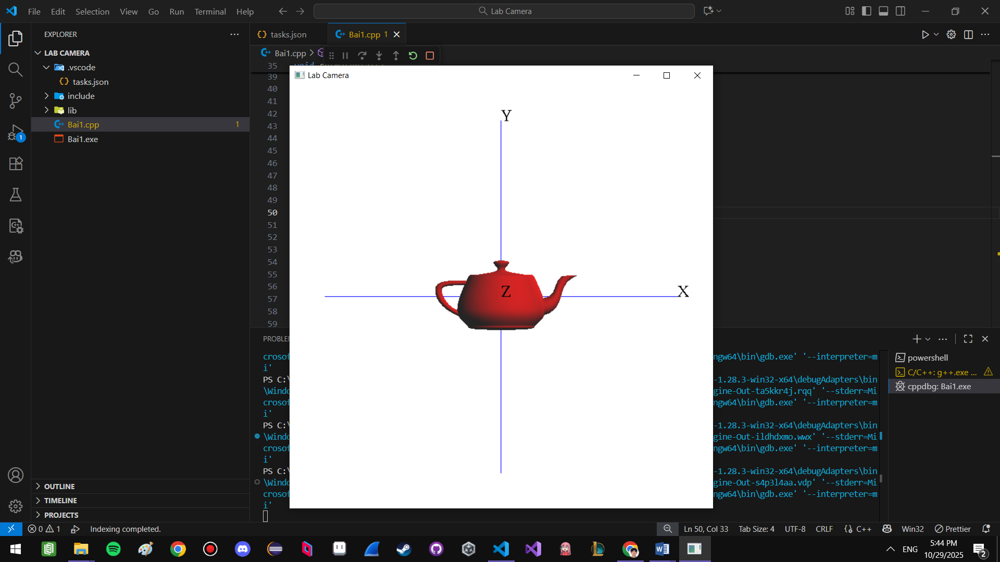 File Edit Selection View Go Run Terminal Help
Lab Camera
EXPLORER
LAB CAMERA
.vscode
tasks.json
include
lib
Bai1.cpp 1
Bai1.exe
OUTLINE
TIMELINE
PROJECTS
tasks.json
Bai1.cpp 1
Bai1.cpp
35
39
40
41
42
43
44
45
46
47
48
49
50
51
52
53
54
55
56
57
58
59
Lab Camera
Y
Z
X
crosof ngw64\bin\gdb.exe' '--interpreter=m
i'
PS C:\ -1.28.3-win32-x64\debugAdapters\bin
\Windo gine-Out-ta5kkr4j.rqq' '--stderr=Mi
crosof ngw64\bin\gdb.exe' '--interpreter=m
i'
PS C:\ -1.28.3-win32-x64\debugAdapters\bin
\Windo gine-Out-ildhdxmo.wwx' '--stderr=Mi
crosof ngw64\bin\gdb.exe' '--interpreter=m
i'
PS C:\ -1.28.3-win32-x64\debugAdapters\bin
\Windo gine-Out-s4p3l4aa.vdp' '--stderr=Mi
crosof ngw64\bin\gdb.exe' '--interpreter=m
i'
powershell
C/C++: g++.exe ...
cppdbg: Bai1.exe
0 1 Indexing completed.
Ln 50, Col 33 Tab Size: 4 UTF-8 CRLF C++ Win32 Prettier
ENG
5:44 PM
10/29/2025
2